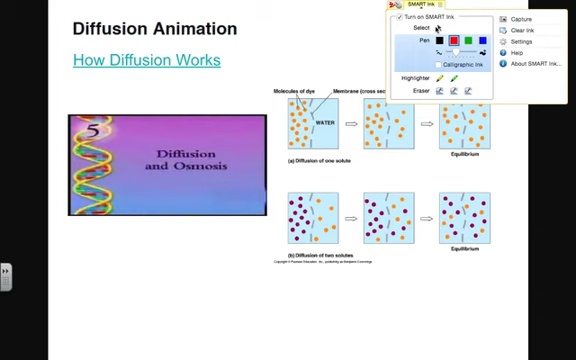 Diffusion Animation
How Diffusion Works
5
Diffusion
and Osmosis
SMART Ink
Turn on SMART Ink
Select
Pen
Calligraphic Ink
Highlighter
Eraser
Capture
Clear Ink
Settings
Help
About SMART Ink...
Molecules of dye
Membrane (cross sec
WATER
Equilibrium
(a) Diffusion of one solute
Equilibrium
(b) Diffusion of two solutes